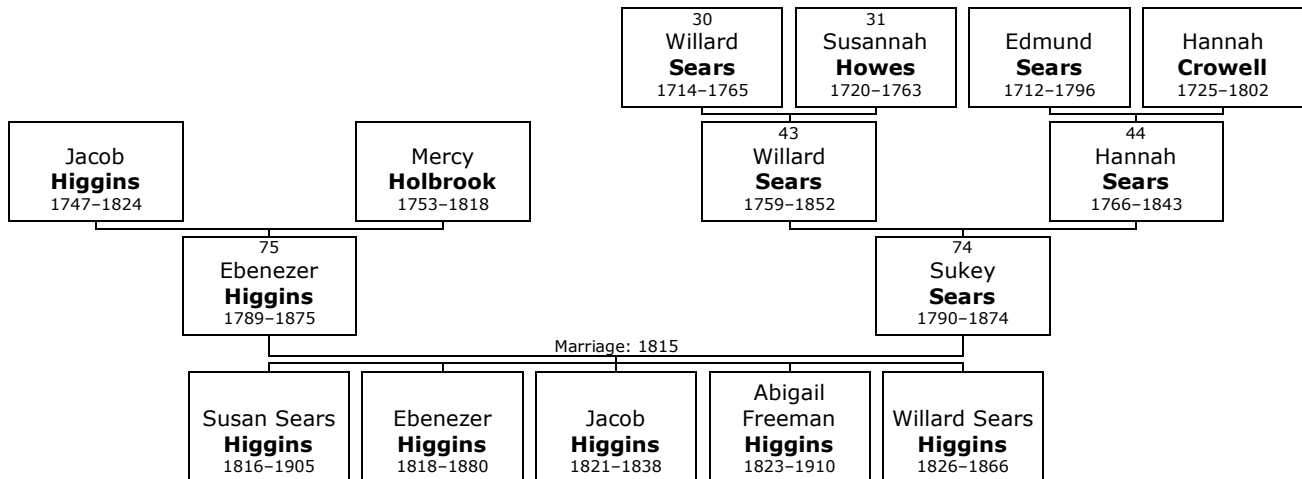 30
Willard
Sears
1714–1765
31
Susannah
Howes
1720–1763
Edmund
Sears
1712–1796
Hannah
Crowell
1725–1802
Jacob
Higgins
1747–1824
Mercy
Holbrook
1753–1818
43
Willard
Sears
1759–1852
44
Hannah
Sears
1766–1843
75
Ebenezer
Higgins
1789–1875
74
Sukey
Sears
1790–1874
Marriage: 1815
Susan Sears
Higgins
1816–1905
Ebenezer
Higgins
1818–1880
Jacob
Higgins
1821–1838
Abigail
Freeman
Higgins
1823–1910
Willard Sears
Higgins
1826–1866